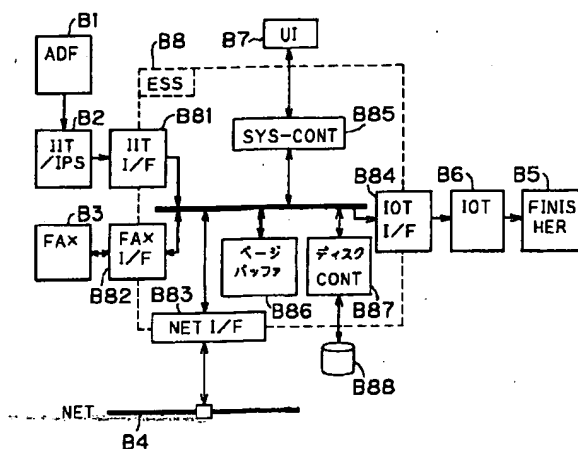 B1
ADF
B8
ESS
B7
UI
B2
IIT
/IPS
B81
IIT
I/F
SYS-CONT
B85
B84
IOT
I/F
B6
IOT
B5
FINIS
HER
B3
FAX
FAX
I/F
B82
ページ
バッファ
B86
ディスク
CONT
B87
B83
NET I/F
B88
NET
B4